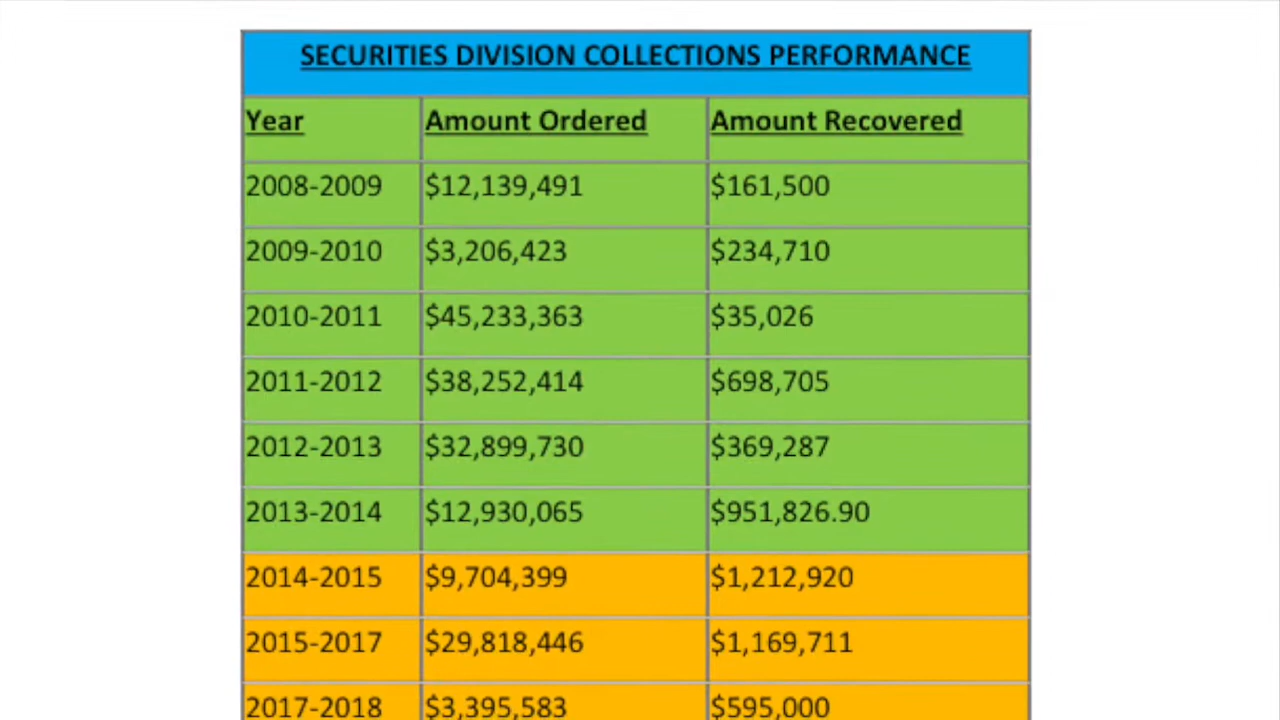 SECURITIES DIVISION COLLECTIONS PERFORMANCE
Year Amount Ordered Amount Recovered
2008-2009 $12,139,491 $161,500
2009-2010 $3,206,423 $234,710
2010-2011 $45,233,363 $35,026
2011-2012 $38,252,414 $698,705
2012-2013 $32,899,730 $369,287
2013-2014 $12,930,065 $951,826.90
2014-2015 $9,704,399 $1,212,920
2015-2017 $29,818,446 $1,169,711
2017-2018 $3,395,583 $595,000